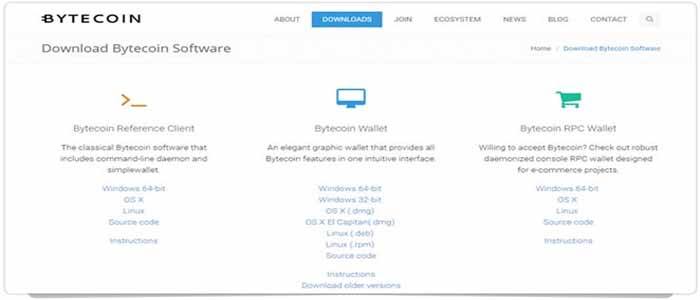 BYTECOIN
ABOUT DOWNLOADS JOIN ECOSYSTEM NEWS BLOG CONTACT
Download Bytecoin Software
Home / Download Bytecoin Software
Bytecoin Reference Client
The classical Bytecoin software that
includes command-line daemon and
simplewallet.
Windows 64-bit
OS X
Linux
Source code
Instructions
Bytecoin Wallet
An elegant graphic wallet that provides all
Bytecoin features in one intuitive interface.
Windows 64-bit
Windows 32-bit
OS X (.dmg)
OS X El Capitan(.dmg)
Linux (.deb)
Linux (.rpm)
Source code
Instructions
Download older versions
Bytecoin RPC Wallet
Willing to accept Bytecoin? Check out robust
daemonized console RPC wallet designed
for e-commerce projects.
Windows 64-bit
OS X
Linux
Source code
Instructions